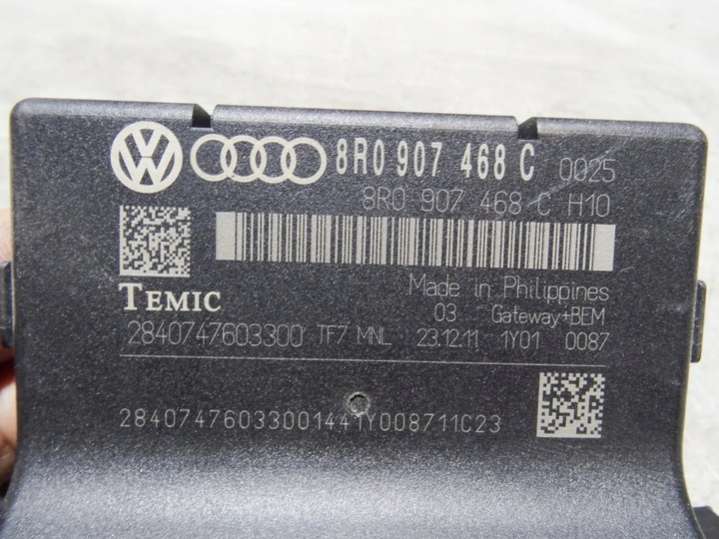 8R0 907 468 C 0025
8R0 907 468 C H10
Made in Philippines
TEMIC
03 Gateway+BEM
2840747603300 TF7 MNL 23.12.11 1Y01 0087
28407476033001441Y008711C23